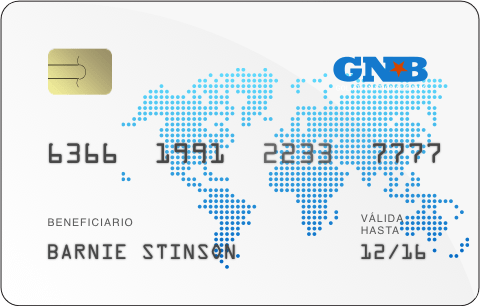 GNB
6366 1991 2233 7777
BENEFICIARIO
BARNIE STINSON
VÁLIDA
HASTA
12/16